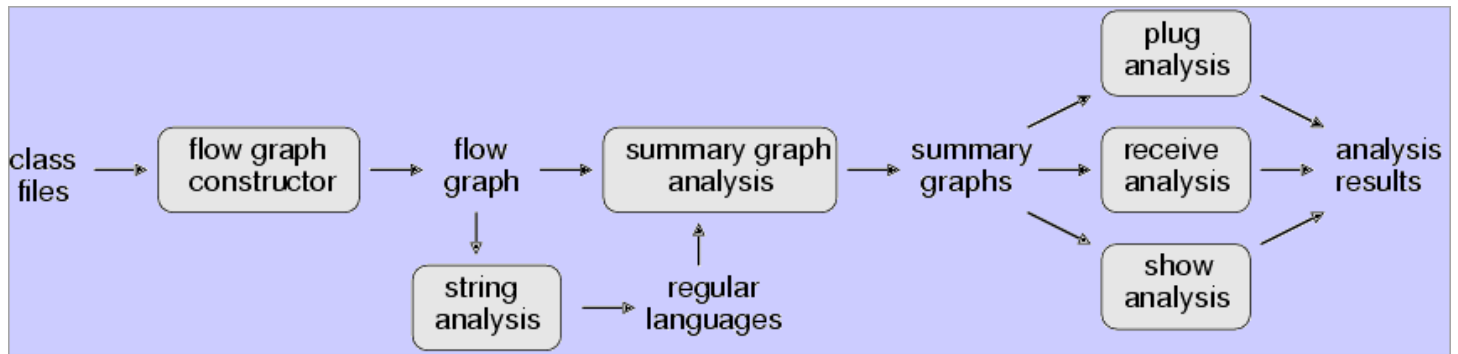 class
files
flow graph
constructor
flow
graph
string
analysis
regular
languages
summary graph
analysis
summary
graphs
plug
analysis
receive
analysis
show
analysis
analysis
results